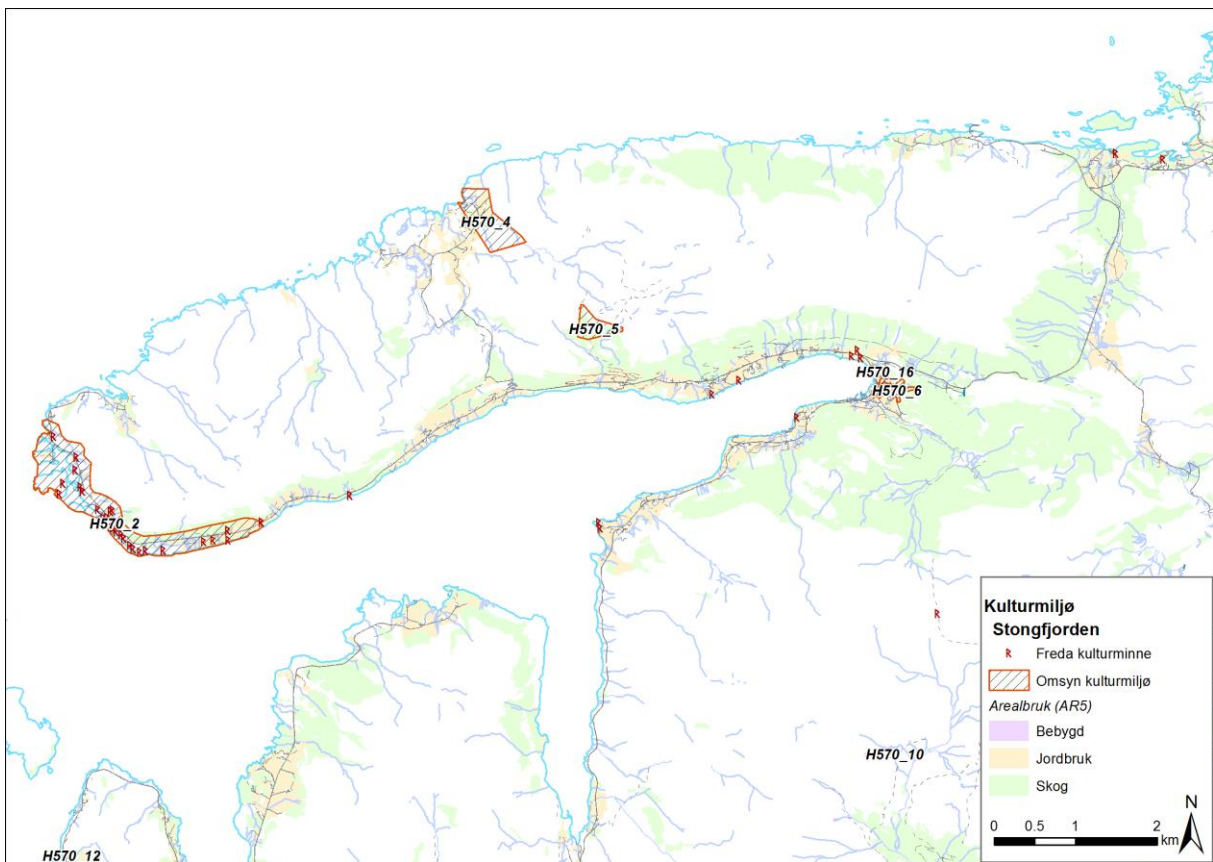 H570_4
H570_5
H570_16
H570_6
H570_2
H570_10
H570_12
Kulturmiljø
Stongfjorden
R Freda kulturminne
Omsyn kulturmiljø
Arealbruk (AR5)
Bebygd
Jordbruk
Skog
N
0 0.5 1 2
km